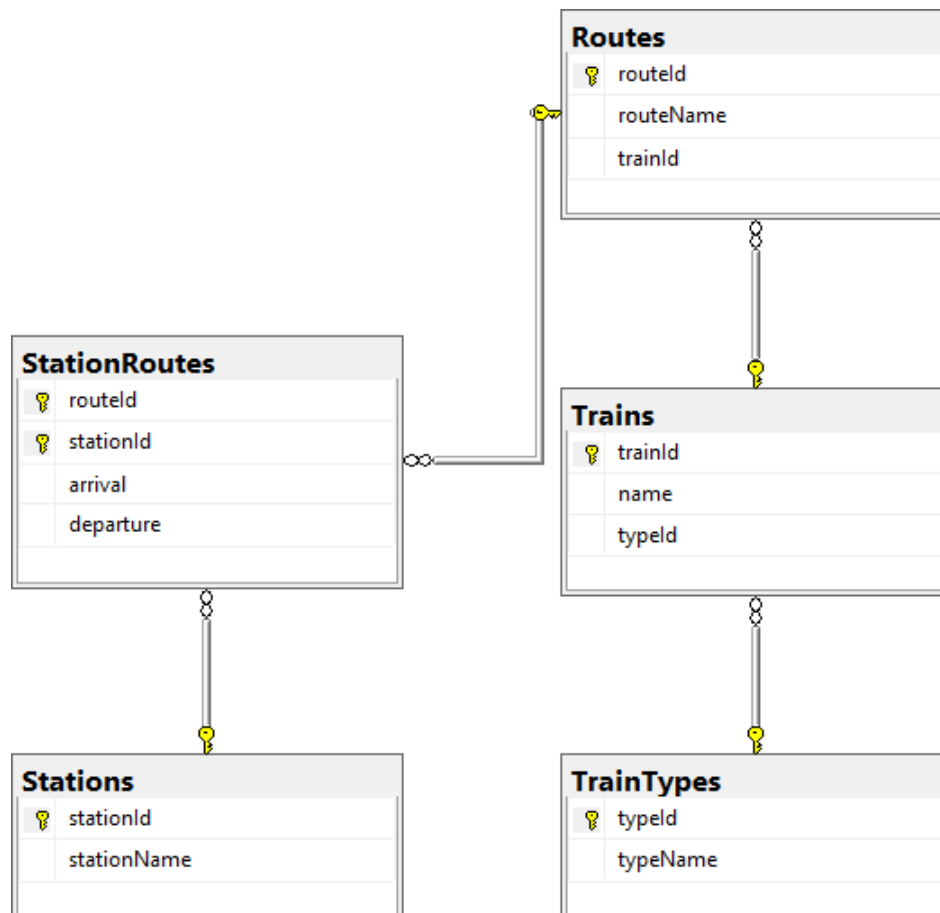 Routes
routeId
routeName
trainId
StationRoutes
routeId
stationId
arrival
departure
Trains
trainId
name
typeId
Stations
stationId
stationName
TrainTypes
typeId
typeName